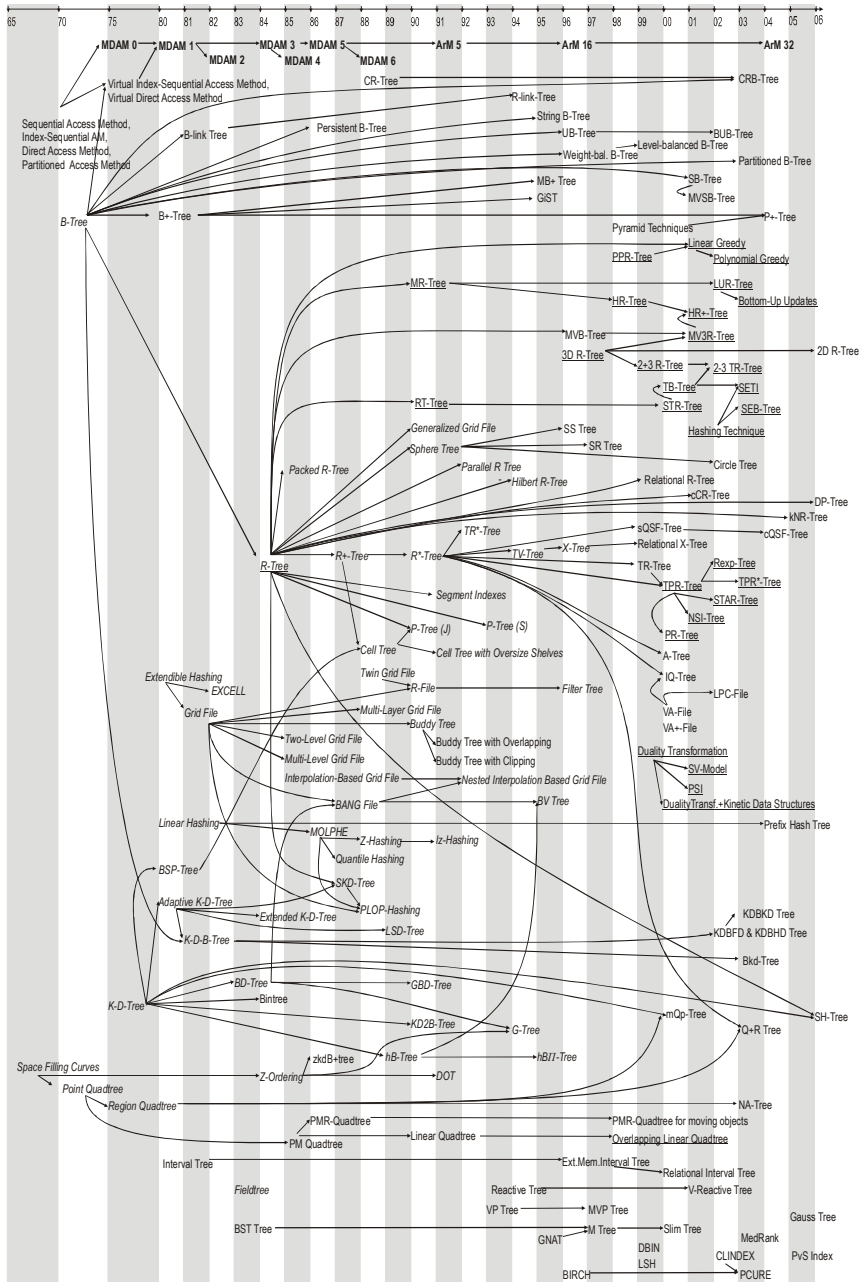 65 70 75 80 81 82 83 84 85 86 87 88 89 90 91 92 93 94 95 96 97 98 99 00 01 02 03 04 05 06
MDAM 0 MDAM 1 MDAM 3 MDAM 5 ArM 5 ArM 16 ArM 32
MDAM 2 MDAM 4 MDAM 6
CR-Tree CRB-Tree
Virtual Index-Sequential Access Method,
Virtual Direct Access Method
R-link-Tree
Sequential Access Method,
Index-Sequential AM,
Direct Access Method,
Partitioned Access Method
String B-Tree
B-link Tree Persistent B-Tree
UB-Tree BUB-Tree
Level-balanced B-Tree
Weight-bal. B-Tree
Partitioned B-Tree
MB+ Tree SB-Tree
GiST MVSB-Tree
B-Tree B+-Tree P+-Tree
Pyramid Techniques
Linear Greedy
PPR-Tree Polynomial Greedy
MR-Tree LUR-Tree
HR-Tree Bottom-Up Updates
HR+-Tree
MVB-Tree MV3R-Tree
3D R-Tree 2D R-Tree
2+3 R-Tree 2-3 TR-Tree
TB-Tree SETI
RT-Tree STR-Tree SEB-Tree
Generalized Grid File SS Tree Hashing Technique
Sphere Tree SR Tree
Packed R-Tree Parallel R Tree Circle Tree
Hilbert R-Tree Relational R-Tree
cCR-Tree
DP-Tree
kNR-Tree
TR*-Tree sQSF-Tree cQSF-Tree
R-Tree R+-Tree R*-Tree TV-Tree X-Tree Relational X-Tree
TR-Tree Rexp-Tree
TPR-Tree TPR*-Tree
Segment Indexes STAR-Tree
NSI-Tree
P-Tree (J) P-Tree (S) PR-Tree
Cell Tree Cell Tree with Oversize Shelves A-Tree
Extendible Hashing Twin Grid File IQ-Tree
EXCELL R-File Filter Tree LPC-File
Grid File Multi-Layer Grid File VA-File
Buddy Tree VA+-File
Two-Level Grid File Buddy Tree with Overlapping
Multi-Level Grid File Buddy Tree with Clipping Duality Transformation
SV-Model
Interpolation-Based Grid File Nested Interpolation Based Grid File
PSI
BANG File BV Tree DualityTransf.+Kinetic Data Structures
Linear Hashing Prefix Hash Tree
MOLPHE Z-Hashing Iz-Hashing
Quantile Hashing
BSP-Tree
SKD-Tree
Adaptive K-D-Tree PLOP-Hashing
Extended K-D-Tree KDBKD Tree
LSD-Tree
K-D-B-Tree KDBFD & KDBHD Tree
Bkd-Tree
BD-Tree GBD-Tree
K-D-Tree Bintree
mQp-Tree SH-Tree
KD2B-Tree G-Tree Q+R Tree
zkdB+tree hB-Tree hBΠ-Tree
Space Filling Curves Z-Ordering DOT
Point Quadtree
Region Quadtree NA-Tree
PMR-Quadtree PMR-Quadtree for moving objects
PM Quadtree Linear Quadtree Overlapping Linear Quadtree
Interval Tree Ext.Mem.Interval Tree
Relational Interval Tree
Fieldtree Reactive Tree V-Reactive Tree
VP Tree MVP Tree
Gauss Tree
BST Tree M Tree Slim Tree
GNAT MedRank
DBIN
CLINDEX PvS Index
LSH
BIRCH PCURE